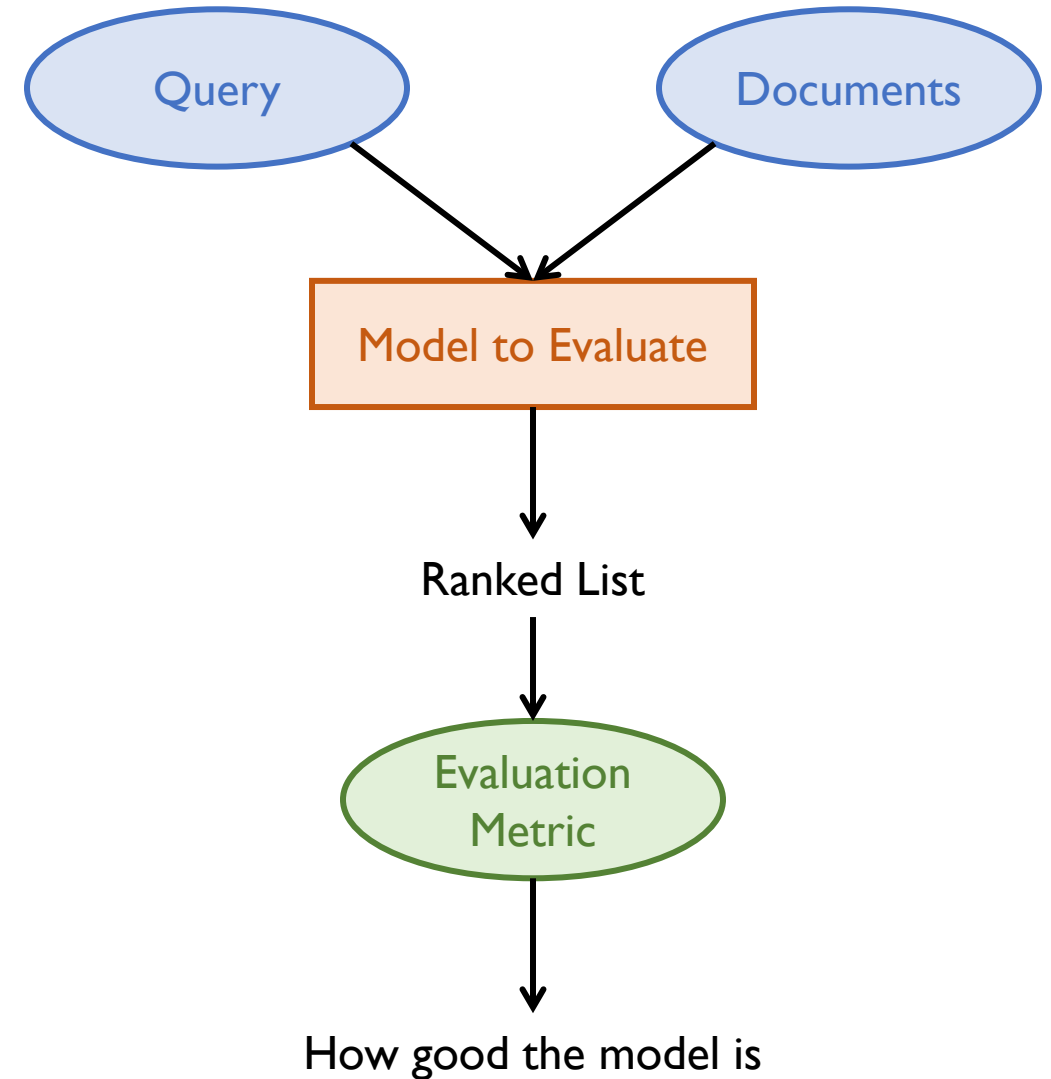 Query
Documents
Model to Evaluate
Ranked List
Evaluation
Metric
How good the model is